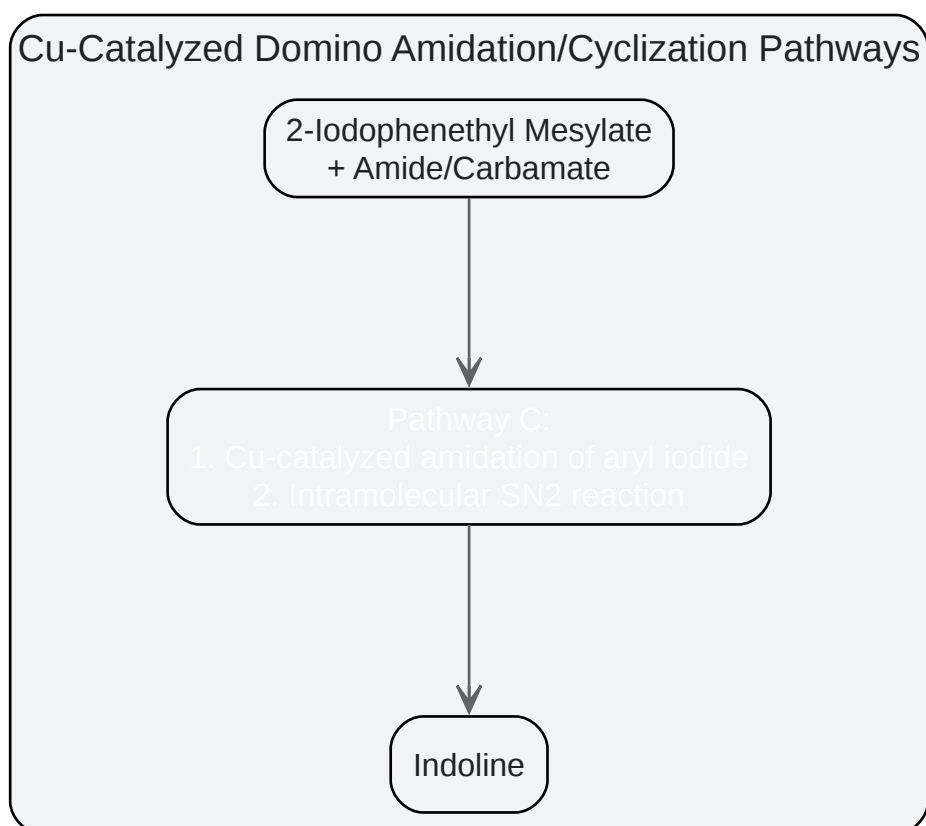 Cu-Catalyzed Domino Amidation/Cyclization Pathways
2-Iodophenethyl Mesylate
+ Amide/Carbamate
Pathway C:
1. Cu-catalyzed amidation of aryl iodide
2. Intramolecular SN2 reaction
Indoline